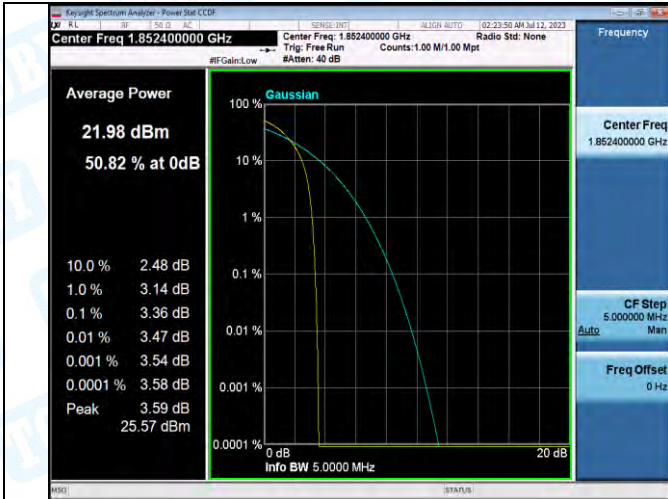 Keysight Spectrum Analyzer - Power Stat CCDF
RL RF 50 Ω AC SENSE:INT ALIGN AUTO 02:23:50 AM Jul 12, 2023
Center Freq 1.852400000 GHz
Center Freq: 1.852400000 GHz Radio Std: None
Trig: Free Run Counts:1.00 M/1.00 Mpt
#IFGain:Low #Atten: 40 dB
Frequency
Average Power
21.98 dBm
50.82 % at 0dB
10.0 % 2.48 dB
1.0 % 3.14 dB
0.1 % 3.36 dB
0.01 % 3.47 dB
0.001 % 3.54 dB
0.0001 % 3.58 dB
Peak 3.59 dB
25.57 dBm
Gaussian
100 %
10 %
1 %
0.1 %
0.01 %
0.001 %
0.0001 %
0 dB 20 dB
Info BW 5.0000 MHz
Center Freq
1.852400000 GHz
CF Step
5.000000 MHz
Auto Man
Freq Offset
0 Hz
MSG STATUS